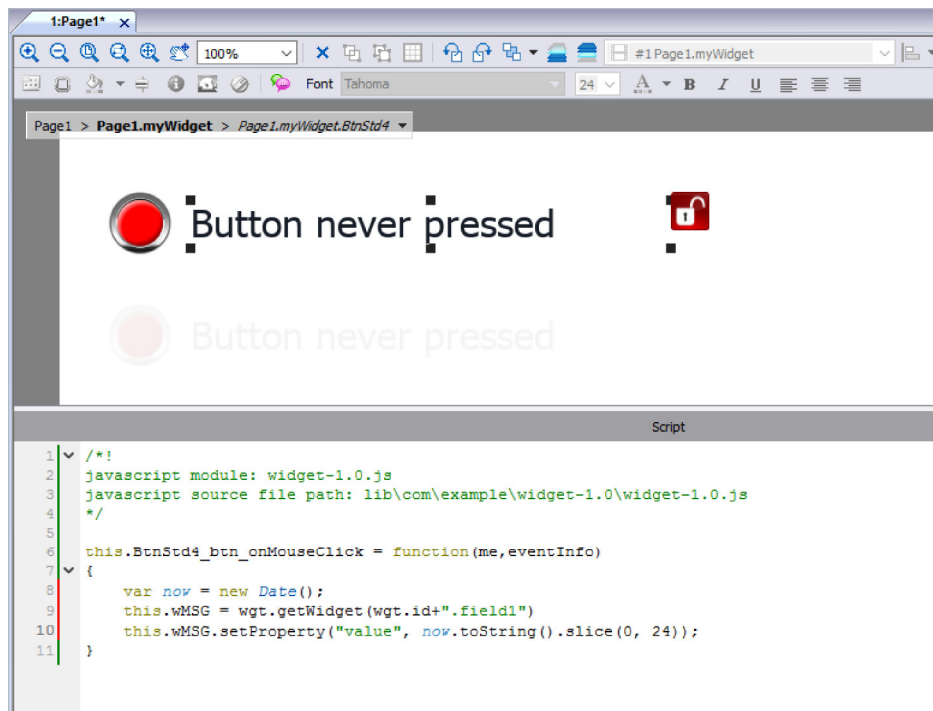 1:Page1* x
100% #1 Page1.myWidget
Font Tahoma 24 A B I U
Page1 > Page1.myWidget > Page1.myWidget.BtnStd4
Button never pressed
Button never pressed
Script
1 /*!
2 javascript module: widget-1.0.js
3 javascript source file path: lib\com\example\widget-1.0\widget-1.0.js
4 */
5
6 this.BtnStd4_btn_onMouseClick = function(me,eventInfo)
7 {
8 var now = new Date();
9 this.wMSG = wgt.getWidget(wgt.id+".field1")
10 this.wMSG.setProperty("value", now.toString().slice(0, 24));
11 }